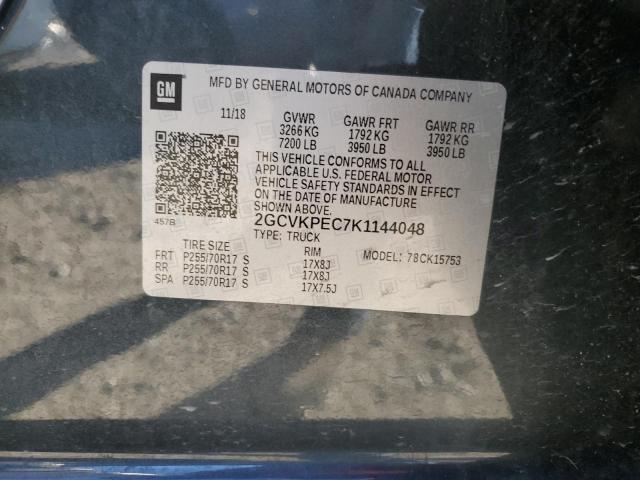 GM
MFD BY GENERAL MOTORS OF CANADA COMPANY
11/18 GVWR GAWR FRT GAWR RR
3266 KG 1792 KG 1792 KG
7200 LB 3950 LB 3950 LB
THIS VEHICLE CONFORMS TO ALL
APPLICABLE U.S. FEDERAL MOTOR
VEHICLE SAFETY STANDARDS IN EFFECT
ON THE DATE OF MANUFACTURE
SHOWN ABOVE.
457B
2GCVKPEC7K1144048
TYPE: TRUCK
MODEL: 78CK15753
TIRE SIZE RIM
FRT P255/70R17 S 17X8J
RR P255/70R17 S 17X8J
SPA P255/70R17 S 17X7.5J